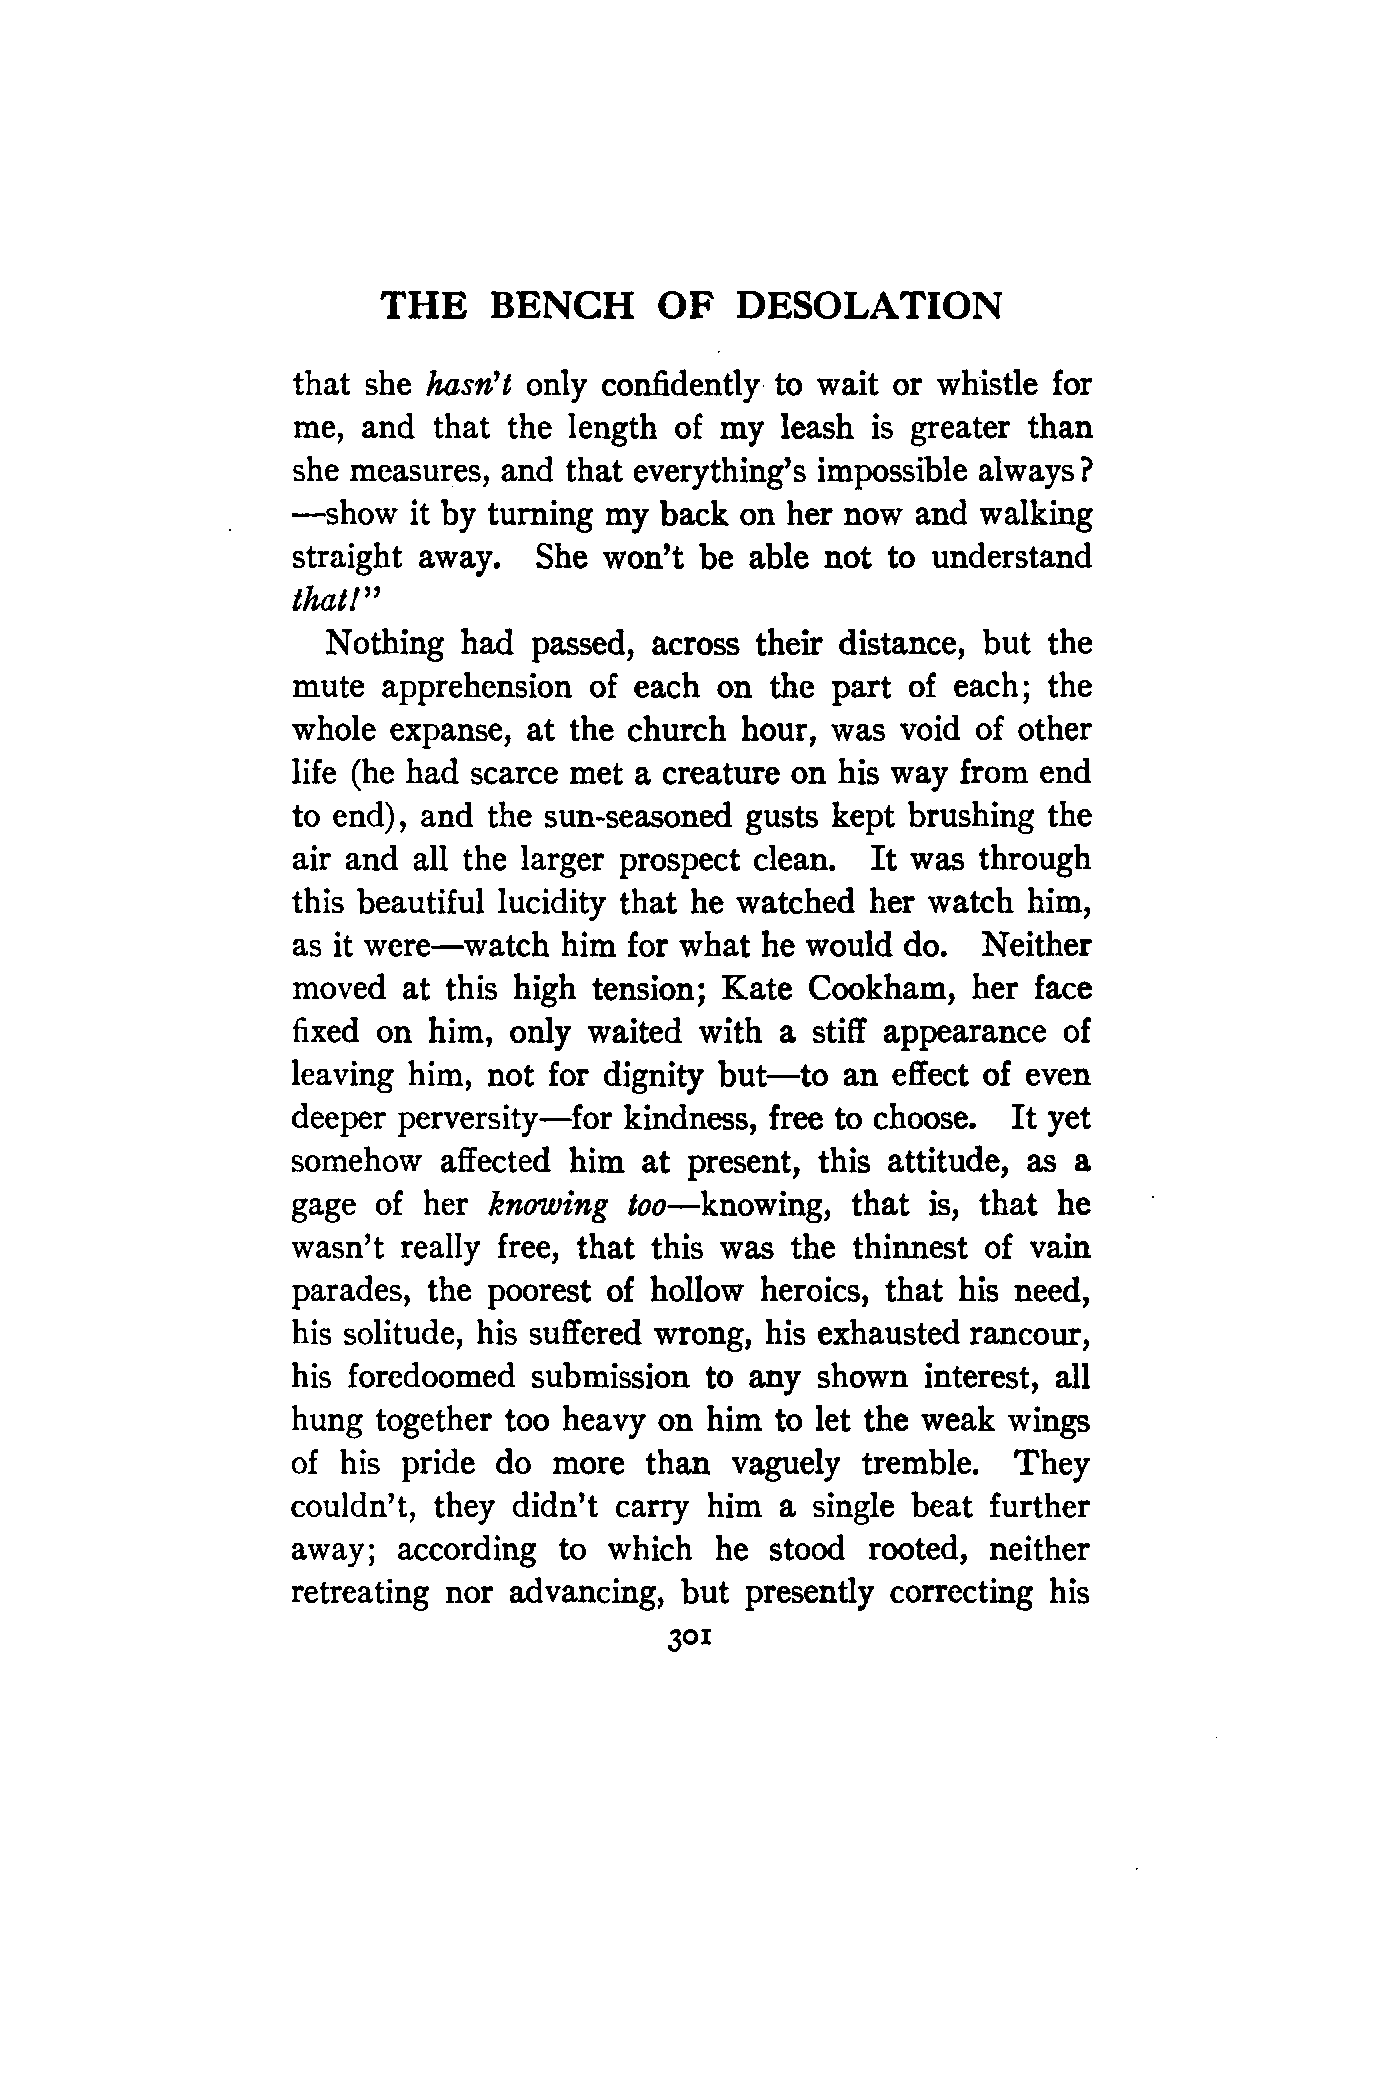 THE BENCH OF DESOLATION
that she hasn't only confidently to wait or whistle for
me, and that the length of my leash is greater than
she measures, and that everything's impossible always?
—show it by turning my back on her now and walking
straight away. She won't be able not to understand
that!"
Nothing had passed, across their distance, but the
mute apprehension of each on the part of each; the
whole expanse, at the church hour, was void of other
life (he had scarce met a creature on his way from end
to end), and the sun-seasoned gusts kept brushing the
air and all the larger prospect clean. It was through
this beautiful lucidity that he watched her watch him,
as it were—watch him for what he would do. Neither
moved at this high tension; Kate Cookham, her face
fixed on him, only waited with a stiff appearance of
leaving him, not for dignity but—to an effect of even
deeper perversity—for kindness, free to choose. It yet
somehow affected him at present, this attitude, as a
gage of her knowing too—knowing, that is, that he
wasn't really free, that this was the thinnest of vain
parades, the poorest of hollow heroics, that his need,
his solitude, his suffered wrong, his exhausted rancour,
his foredoomed submission to any shown interest, all
hung together too heavy on him to let the weak wings
of his pride do more than vaguely tremble. They
couldn't, they didn't carry him a single beat further
away; according to which he stood rooted, neither
retreating nor advancing, but presently correcting his
301